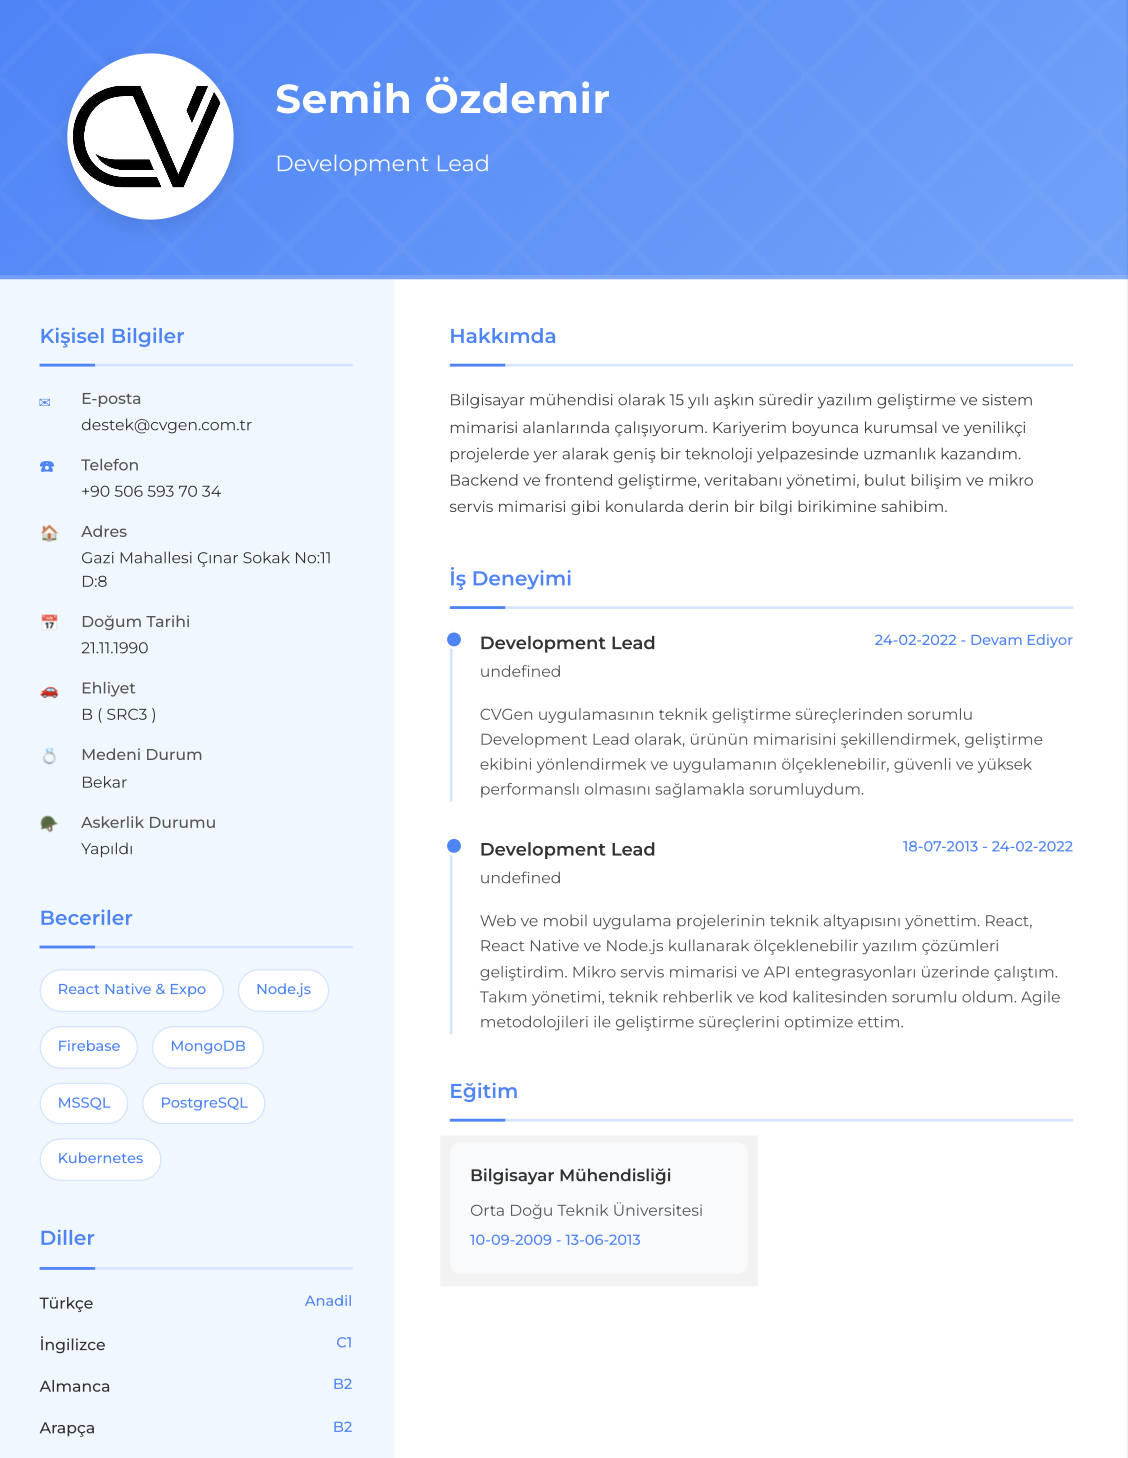 CV
Semih Özdemir
Development Lead
Kişisel Bilgiler
E-posta
destek@cvgen.com.tr
Telefon
+90 506 593 70 34
Adres
Gazi Mahallesi Çınar Sokak No:11
D:8
Doğum Tarihi
21.11.1990
Ehliyet
B ( SRC3 )
Medeni Durum
Bekar
Askerlik Durumu
Yapıldı
Beceriler
React Native & Expo
Node.js
Firebase
MongoDB
MSSQL
PostgreSQL
Kubernetes
Diller
Türkçe Anadil
İngilizce C1
Almanca B2
Arapça B2
Hakkımda
Bilgisayar mühendisi olarak 15 yılı aşkın süredir yazılım geliştirme ve sistem
mimarisi alanlarında çalışıyorum. Kariyerim boyunca kurumsal ve yenilikçi
projelerde yer alarak geniş bir teknoloji yelpazesinde uzmanlık kazandım.
Backend ve frontend geliştirme, veritabanı yönetimi, bulut bilişim ve mikro
servis mimarisi gibi konularda derin bir bilgi birikimine sahibim.
İş Deneyimi
Development Lead 24-02-2022 - Devam Ediyor
undefined
CVGen uygulamasının teknik geliştirme süreçlerinden sorumlu
Development Lead olarak, ürünün mimarisini şekillendirmek, geliştirme
ekibini yönlendirmek ve uygulamanın ölçeklenebilir, güvenli ve yüksek
performanslı olmasını sağlamakla sorumluydum.
Development Lead 18-07-2013 - 24-02-2022
undefined
Web ve mobil uygulama projelerinin teknik altyapısını yönettim. React,
React Native ve Node.js kullanarak ölçeklenebilir yazılım çözümleri
geliştirdim. Mikro servis mimarisi ve API entegrasyonları üzerinde çalıştım.
Takım yönetimi, teknik rehberlik ve kod kalitesinden sorumlu oldum. Agile
metodolojileri ile geliştirme süreçlerini optimize ettim.
Eğitim
Bilgisayar Mühendisliği
Orta Doğu Teknik Üniversitesi
10-09-2009 - 13-06-2013